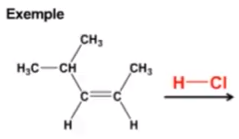 Exemple
CH₃
H₃C—CH CH₃
H—Cl
C=C
H H